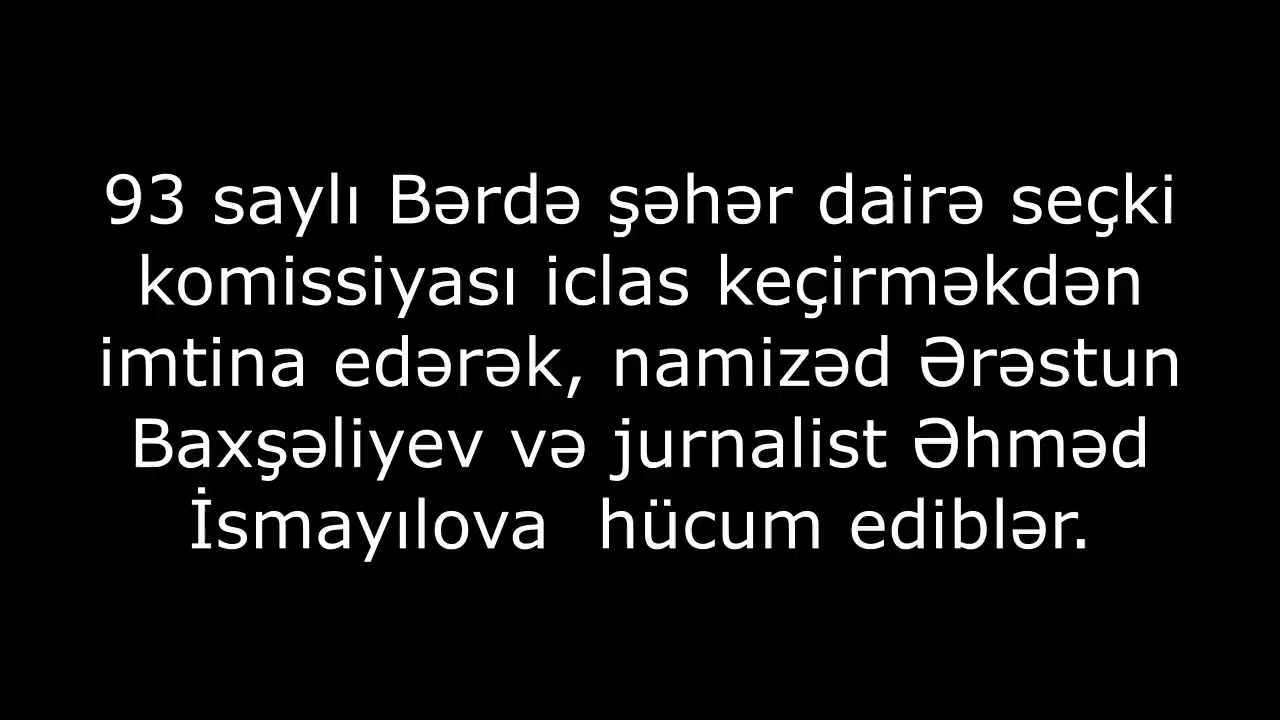 93 saylı Bərdə şəhər dairə seçki
komissiyası iclas keçirməkdən
imtina edərək, namizəd Ərəstun
Baxşəliyev və jurnalist Əhməd
İsmayılova  hücum ediblər.